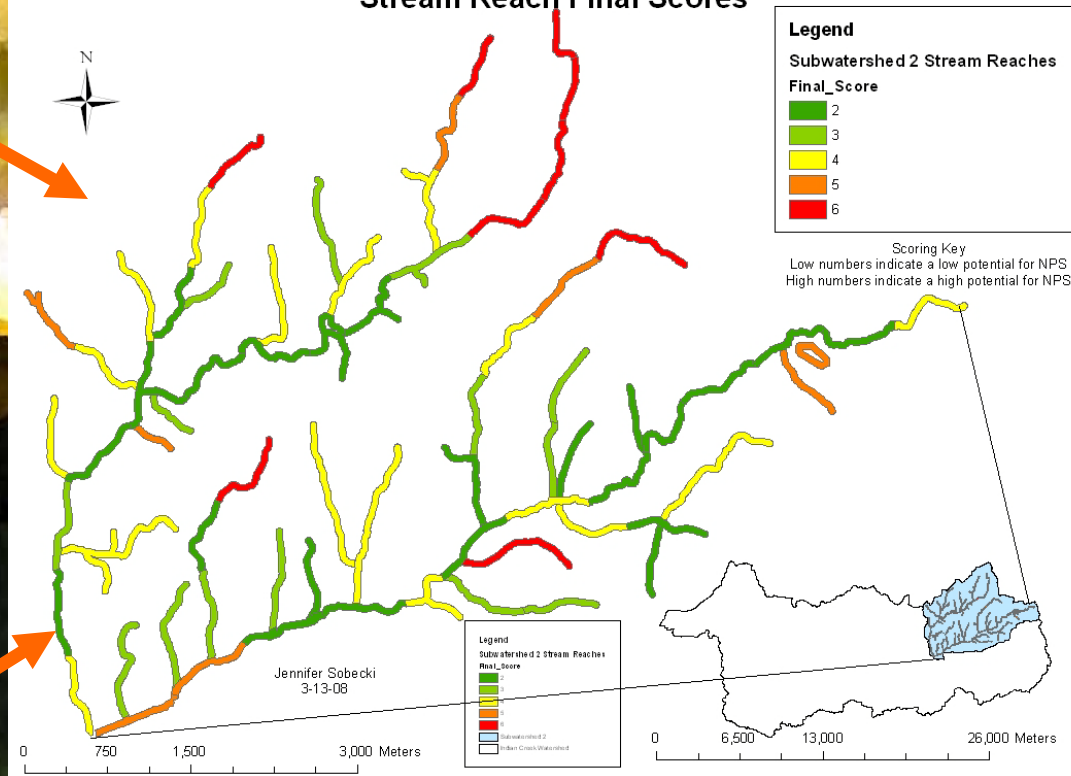 Stream Reach Final Scores
N
Legend
Subwatershed 2 Stream Reaches
Final_Score
2
3
4
5
6
Scoring Key
Low numbers indicate a low potential for NPS
High numbers indicate a high potential for NPS
Jennifer Sobecki
3-13-08
Legend
Subwatershed 2 Stream Reaches
Final_Score
2
3
5
Subwatershed 2
Indian Creek Watershed
0 750 1,500 3,000 Meters
0 6,500 13,000 26,000 Meters